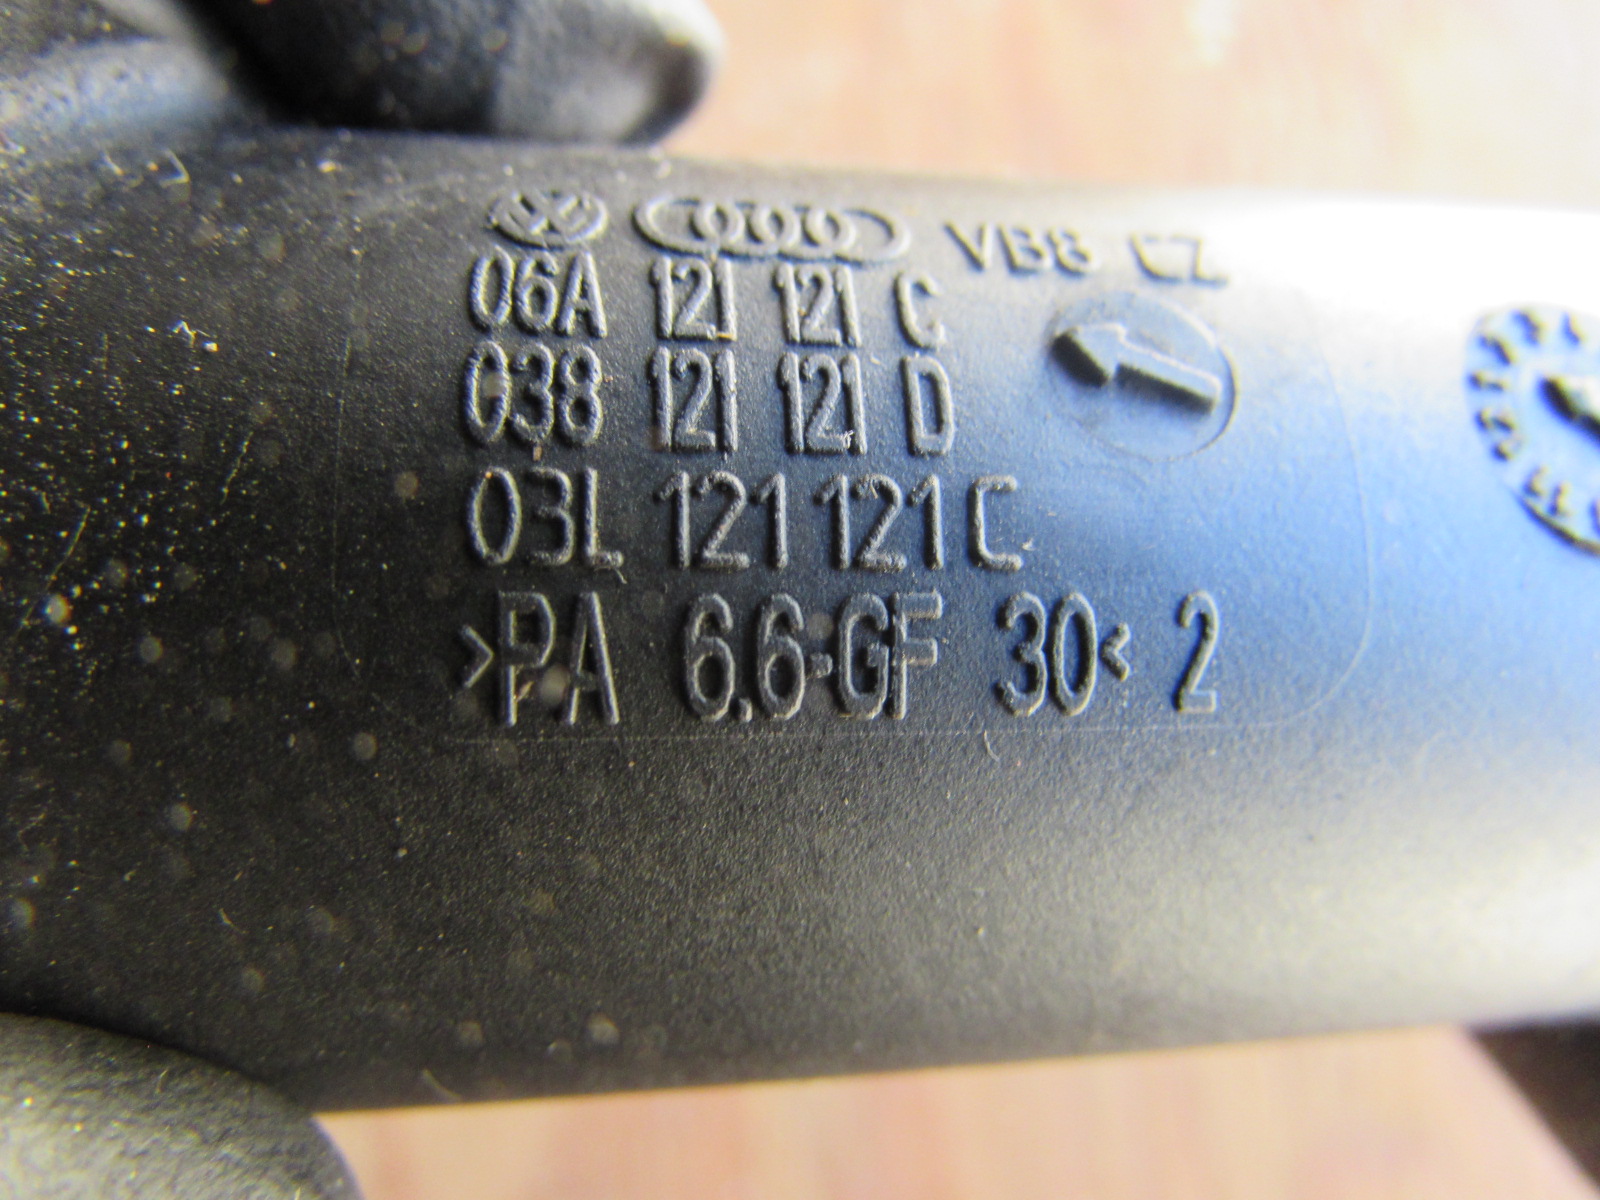 VB8 CZ
06A 121 121 C
038 121 121 D
03L 121 121 C
>PA 6.6-GF 30< 2